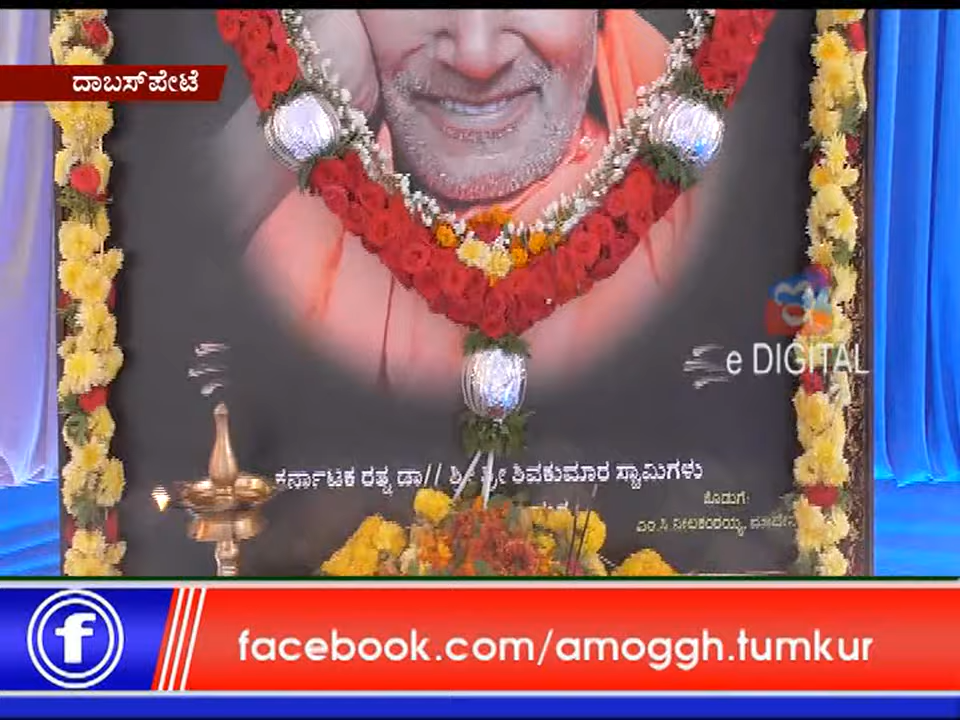 ದಾಬಸ್‌ಪೇಟೆ
e DIGITAL
ಕರ್ನಾಟಕ ರತ್ನ ಡಾ// ಶ್ರೀ ಶ್ರೀ ಶಿವಕುಮಾರ ಸ್ವಾಮಿಗಳು
ಕೊಡುಗೆ:
facebook.com/amoggh.tumkur